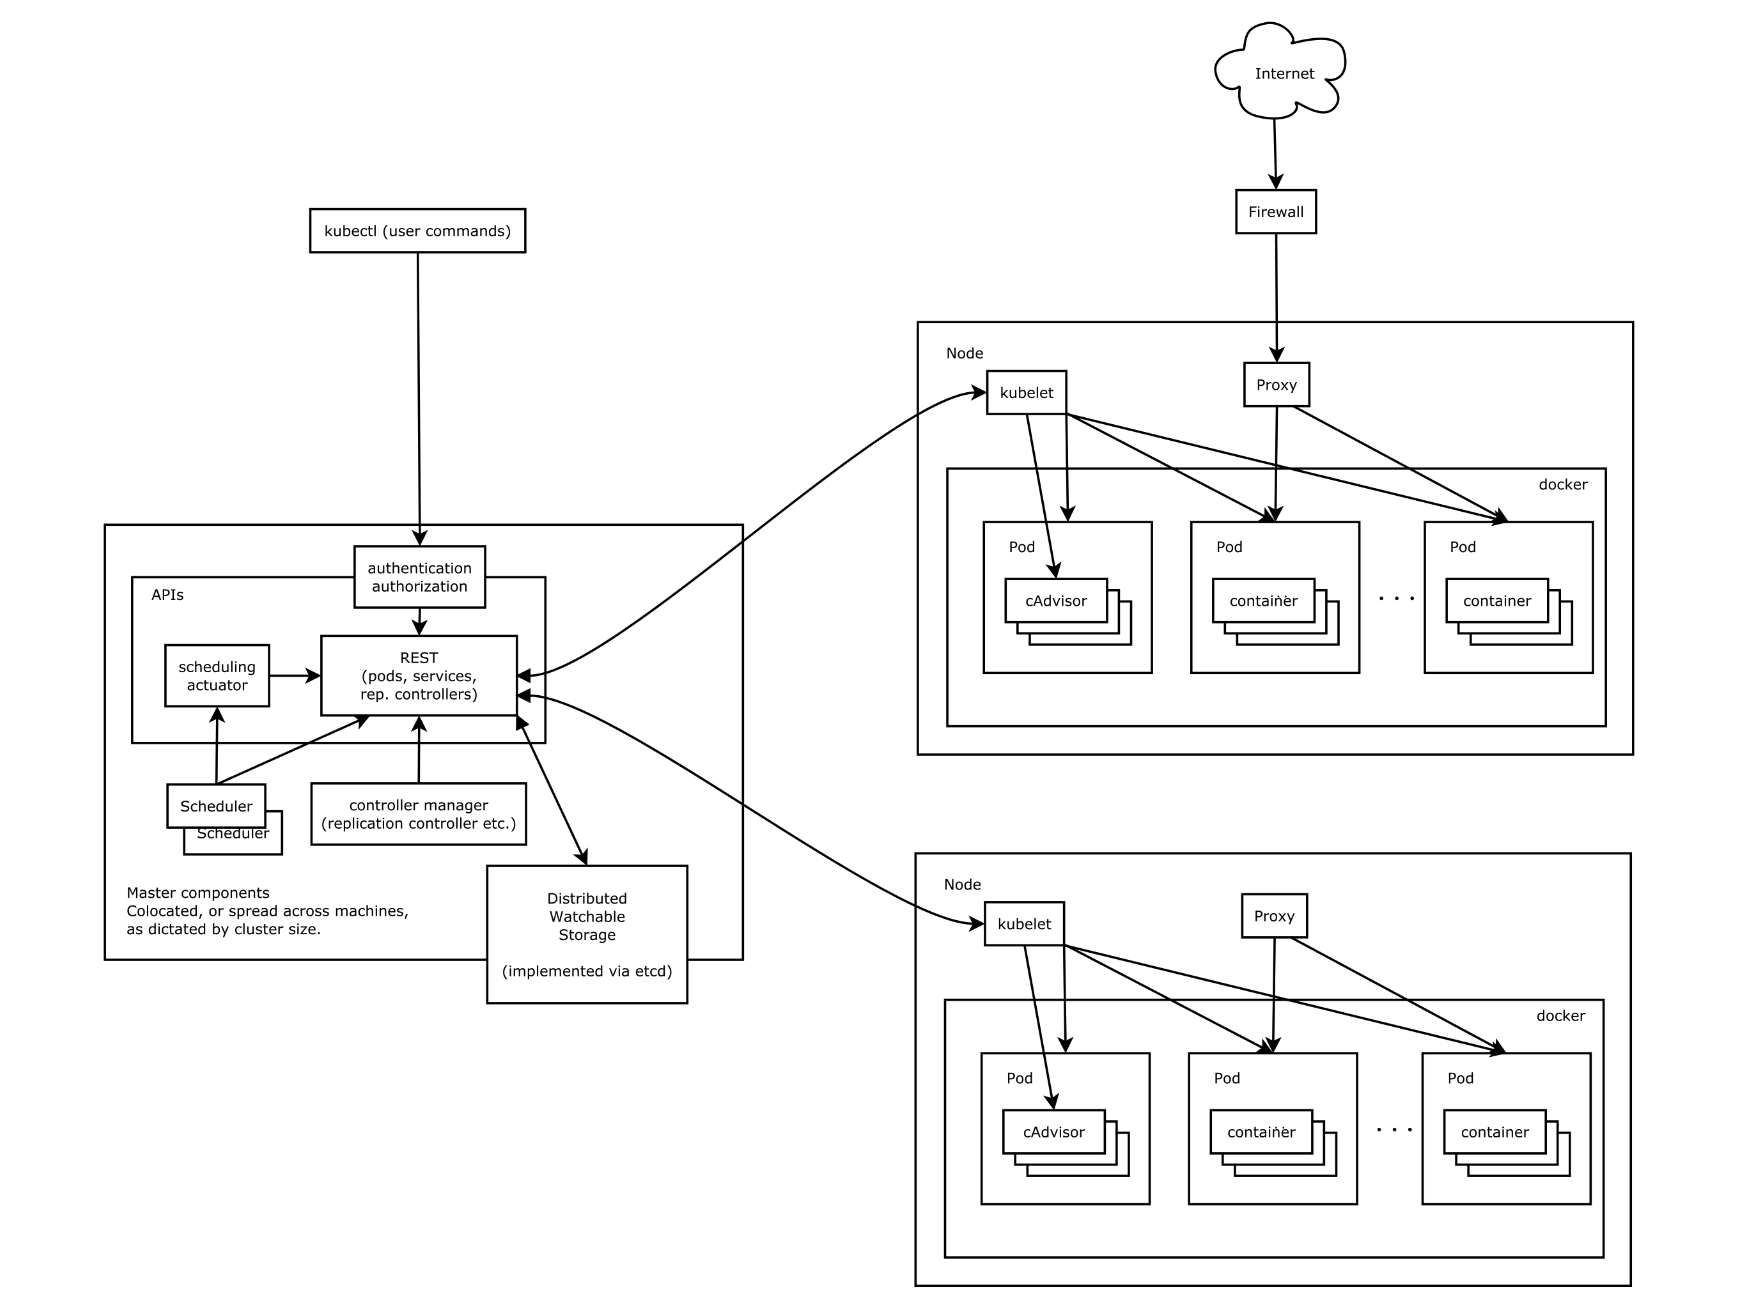 Internet
Firewall
kubectl (user commands)
Node
kubelet
Proxy
docker
Pod
cAdvisor
Pod
container
. . .
Pod
container
authentication
authorization
APIs
scheduling
actuator
REST
(pods, services,
rep. controllers)
Scheduler
Scheduler
controller manager
(replication controller etc.)
Distributed
Watchable
Storage
(implemented via etcd)
Master components
Colocated, or spread across machines,
as dictated by cluster size.
Node
kubelet
Proxy
docker
Pod
cAdvisor
Pod
container
. . .
Pod
container